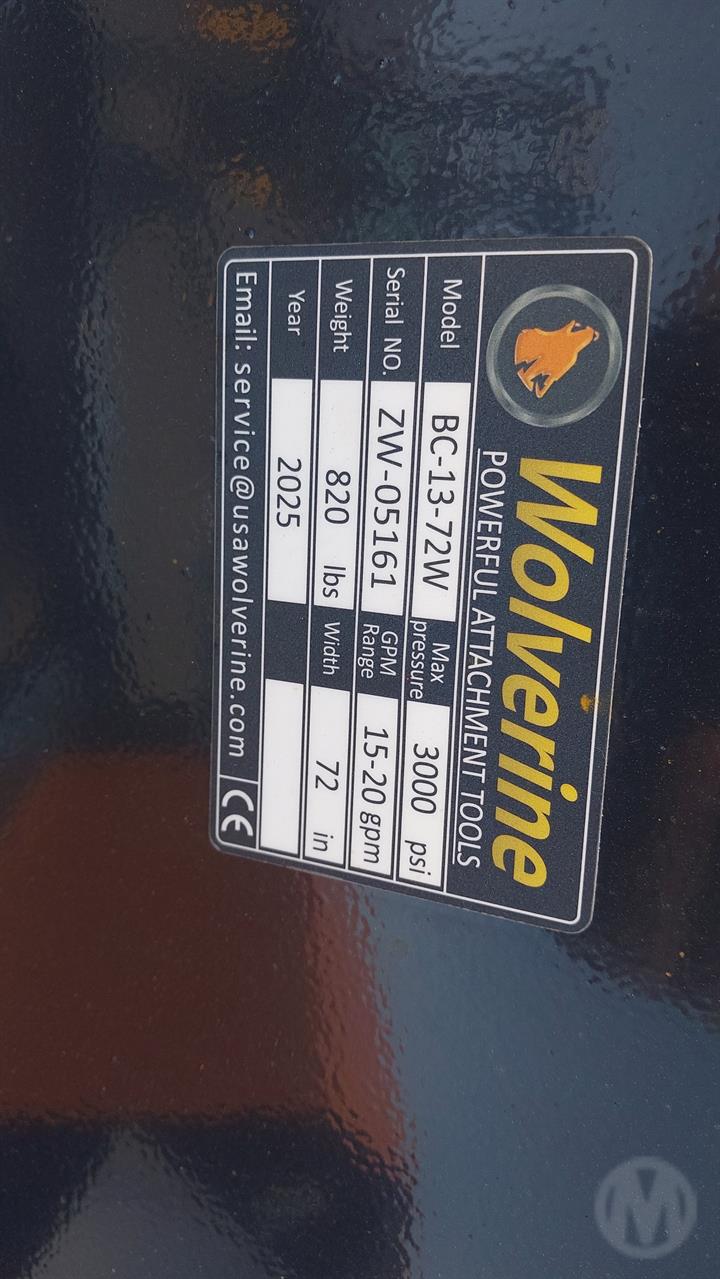 Wolverine
POWERFUL ATTACHMENT TOOLS
Model BC-13-72W Max pressure 3000 psi
Serial NO. ZW-05161 GPM Range 15-20 gpm
Weight 820 lbs Width 72 in
Year 2025
Email: service@usawolverine.com CE
M